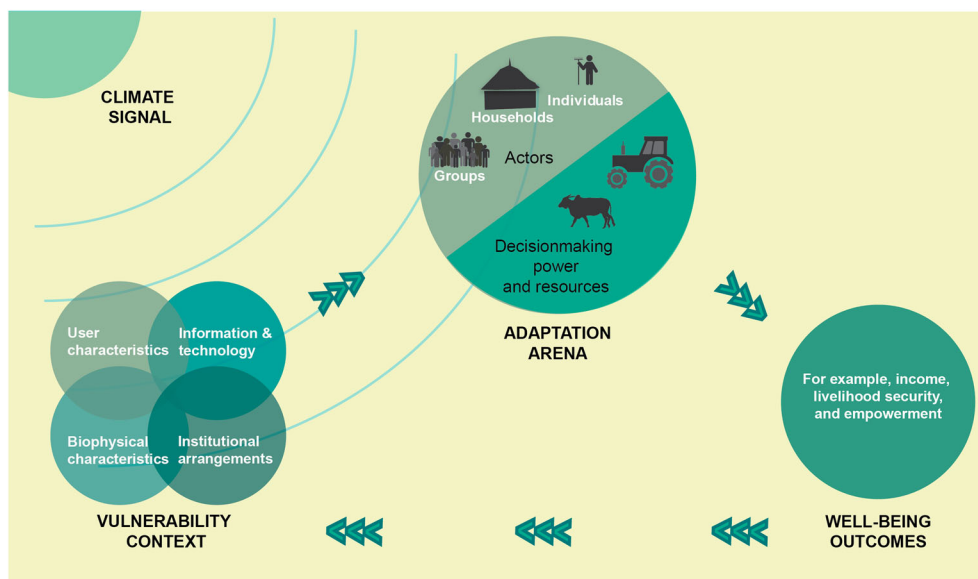 CLIMATE
SIGNAL
Individuals
Households
Actors
Groups
Decisionmaking
power
and resources
ADAPTATION
ARENA
User
characteristics
Information &
technology
Biophysical
characteristics
Institutional
arrangements
VULNERABILITY
CONTEXT
For example, income,
livelihood security,
and empowerment
WELL-BEING
OUTCOMES